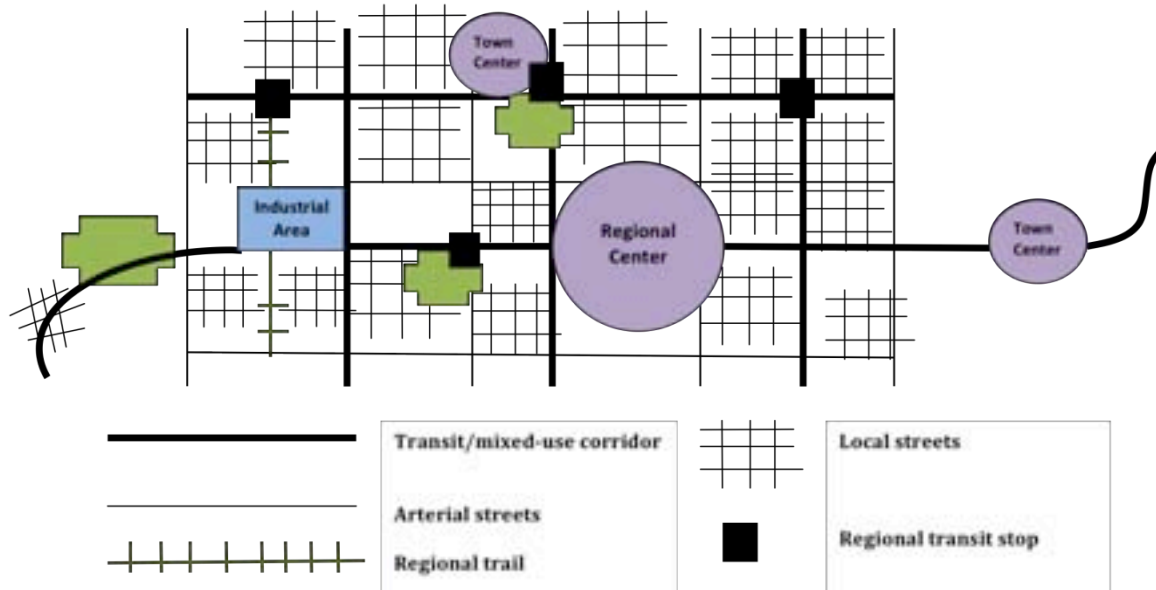 Town
Center
Industrial
Area
Regional
Center
Town
Center
Transit/mixed-use corridor
Local streets
Arterial streets
Regional transit stop
Regional trail